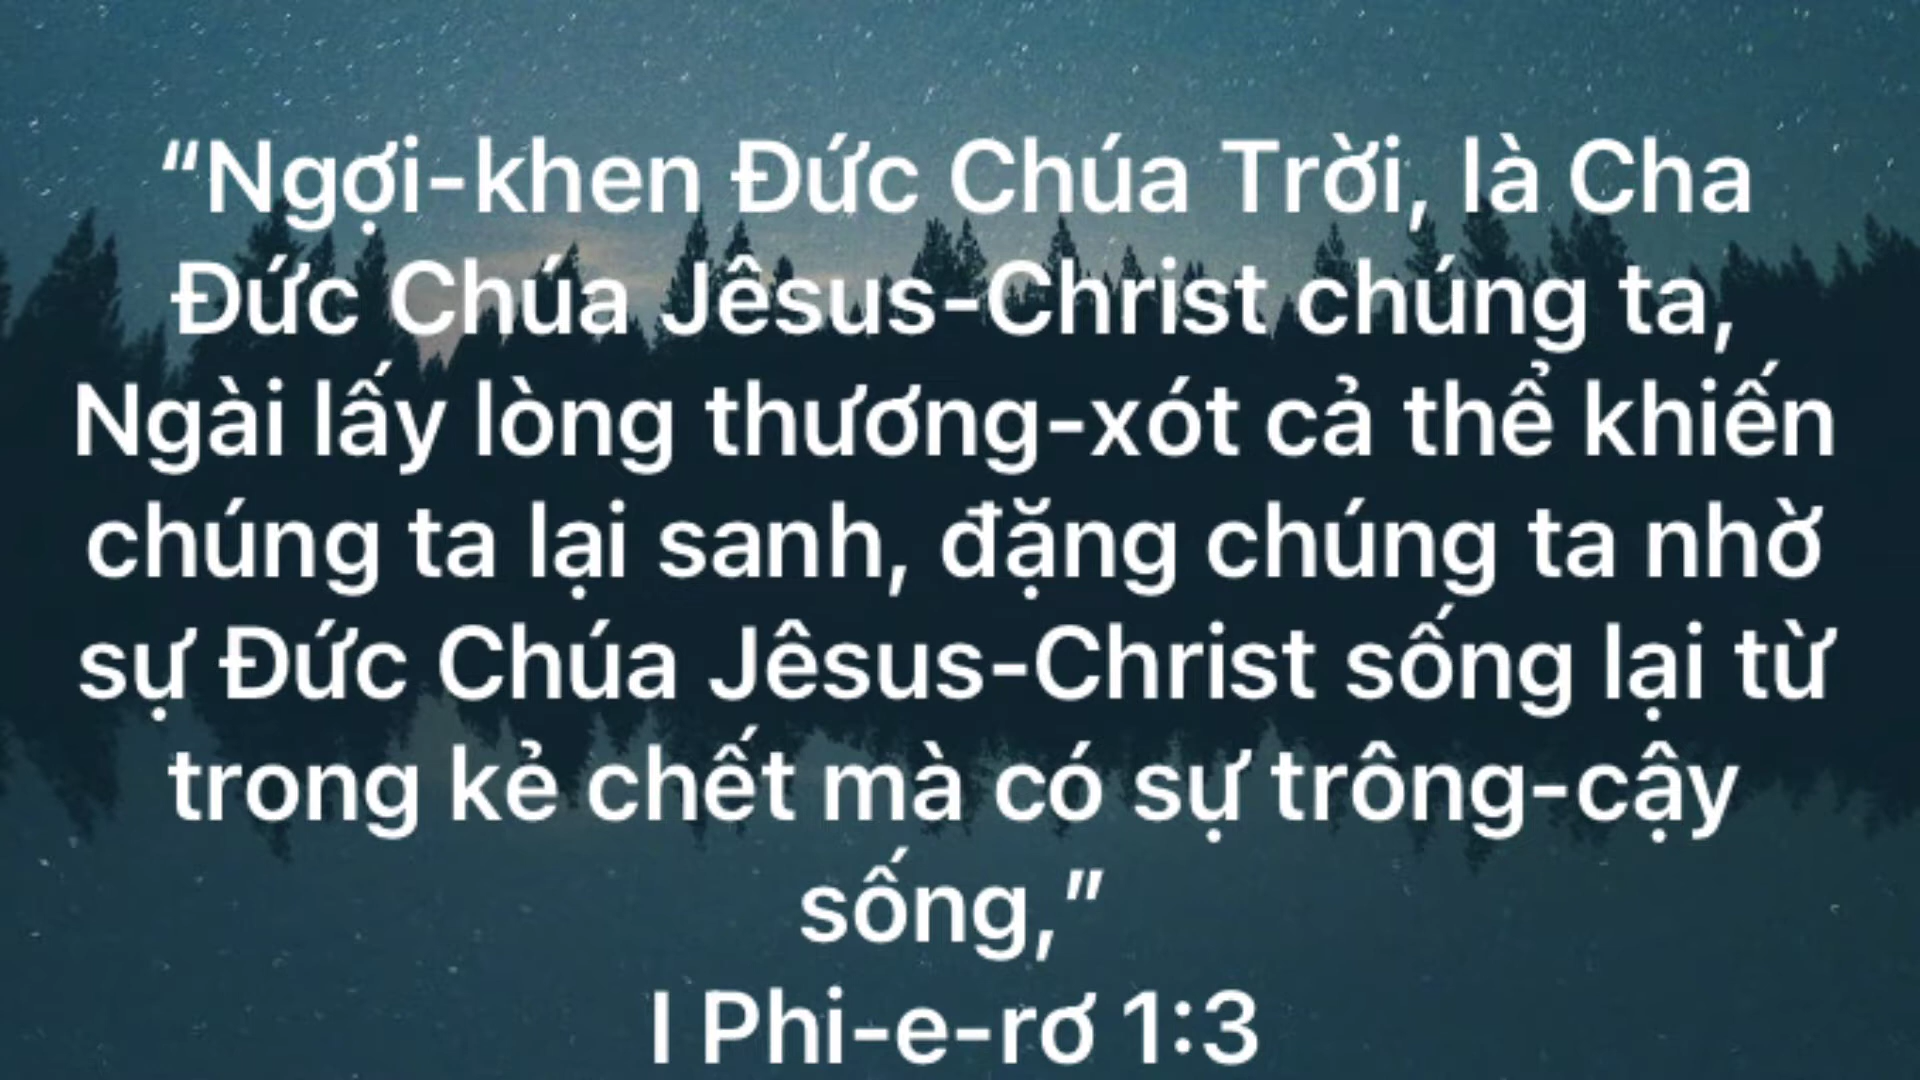 “Ngợi-khen Đức Chúa Trời, là Cha
Đức Chúa Jêsus-Christ chúng ta,
Ngài lấy lòng thương-xót cả thể khiến
chúng ta lại sanh, đặng chúng ta nhờ
sự Đức Chúa Jêsus-Christ sống lại từ
trong kẻ chết mà có sự trông-cậy
sống,”
I Phi-e-rơ 1:3